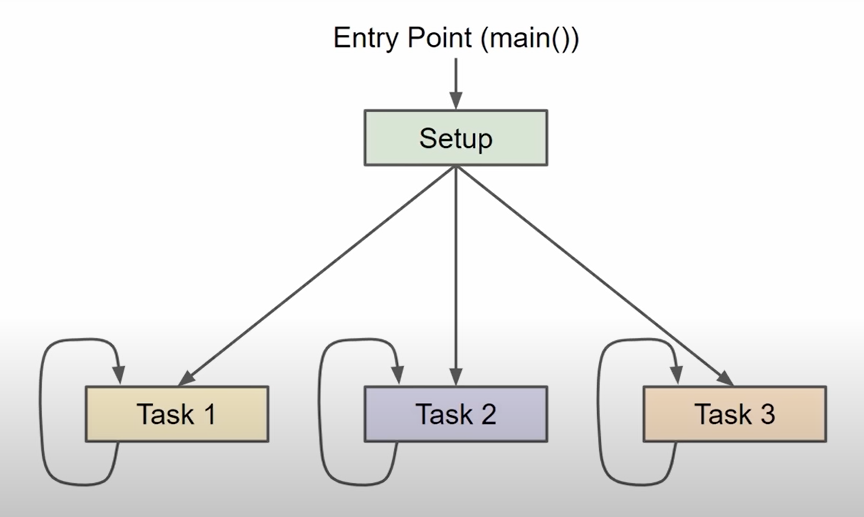 Entry Point (main())
Setup
Task 1
Task 2
Task 3